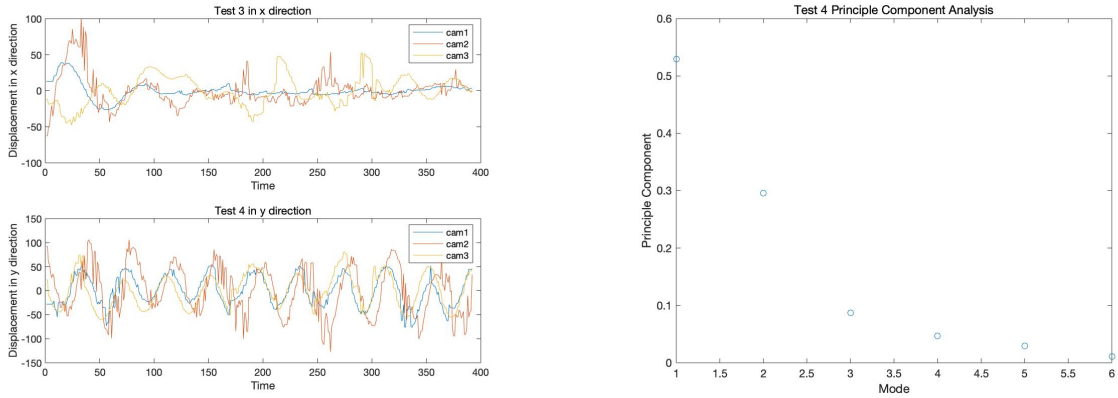 Test 3 in x direction
100
50
0
-50
-100
Displacement in x direction
cam1
cam2
cam3
0 50 100 150 200 250 300 350 400
Time
Test 4 in y direction
150
100
50
0
-50
-100
-150
Displacement in y direction
cam1
cam2
cam3
0 50 100 150 200 250 300 350 400
Time
Test 4 Principle Component Analysis
0.6
0.5
0.4
0.3
0.2
0.1
0
Principle Component
1 1.5 2 2.5 3 3.5 4 4.5 5 5.5 6
Mode